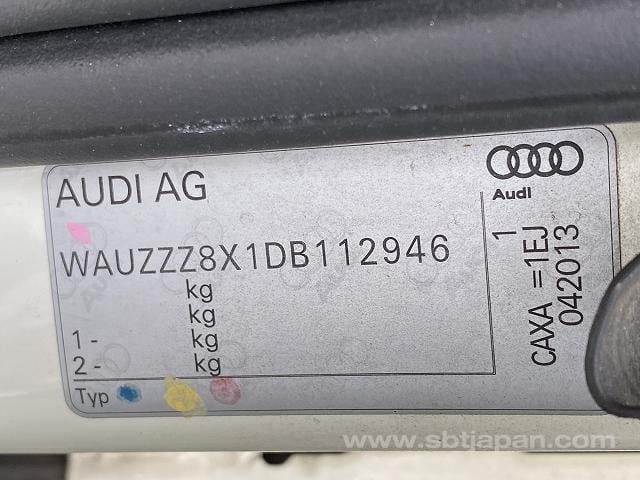 AUDI AG
Audi
WAUZZZ8X1DB112946
kg
kg
1 - kg
2 - kg
Typ
1
CAXA =1EJ
042013
www.sbtjapan.com